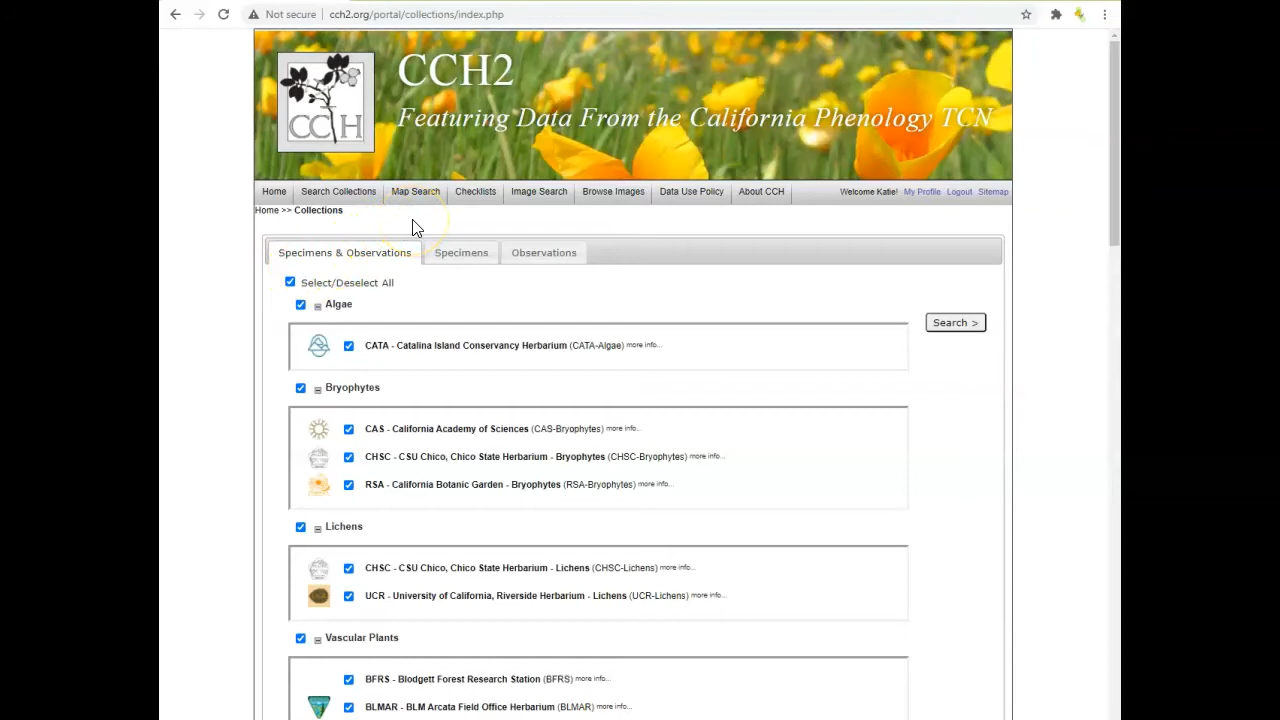 Not secure
cch2.org/portal/collections/index.php
CCH
CCH2
Featuring Data From the California Phenology TCN
Home
Search Collections
Map Search
Checklists
Image Search
Browse Images
Data Use Policy
About CCH
Welcome Katie!
My Profile
Logout
Sitemap
Home >> Collections
Specimens & Observations
Specimens
Observations
Select/Deselect All
Algae
Search >
CATA - Catalina Island Conservancy Herbarium (CATA-Algae) more info...
Bryophytes
CAS - California Academy of Sciences (CAS-Bryophytes) more info...
CHSC - CSU Chico, Chico State Herbarium - Bryophytes (CHSC-Bryophytes) more info...
RSA - California Botanic Garden - Bryophytes (RSA-Bryophytes) more info...
Lichens
CHSC - CSU Chico, Chico State Herbarium - Lichens (CHSC-Lichens) more info...
UCR - University of California, Riverside Herbarium - Lichens (UCR-Lichens) more info...
Vascular Plants
BFRS - Blodgett Forest Research Station (BFRS) more info...
BLMAR - BLM Arcata Field Office Herbarium (BLMAR) more info...